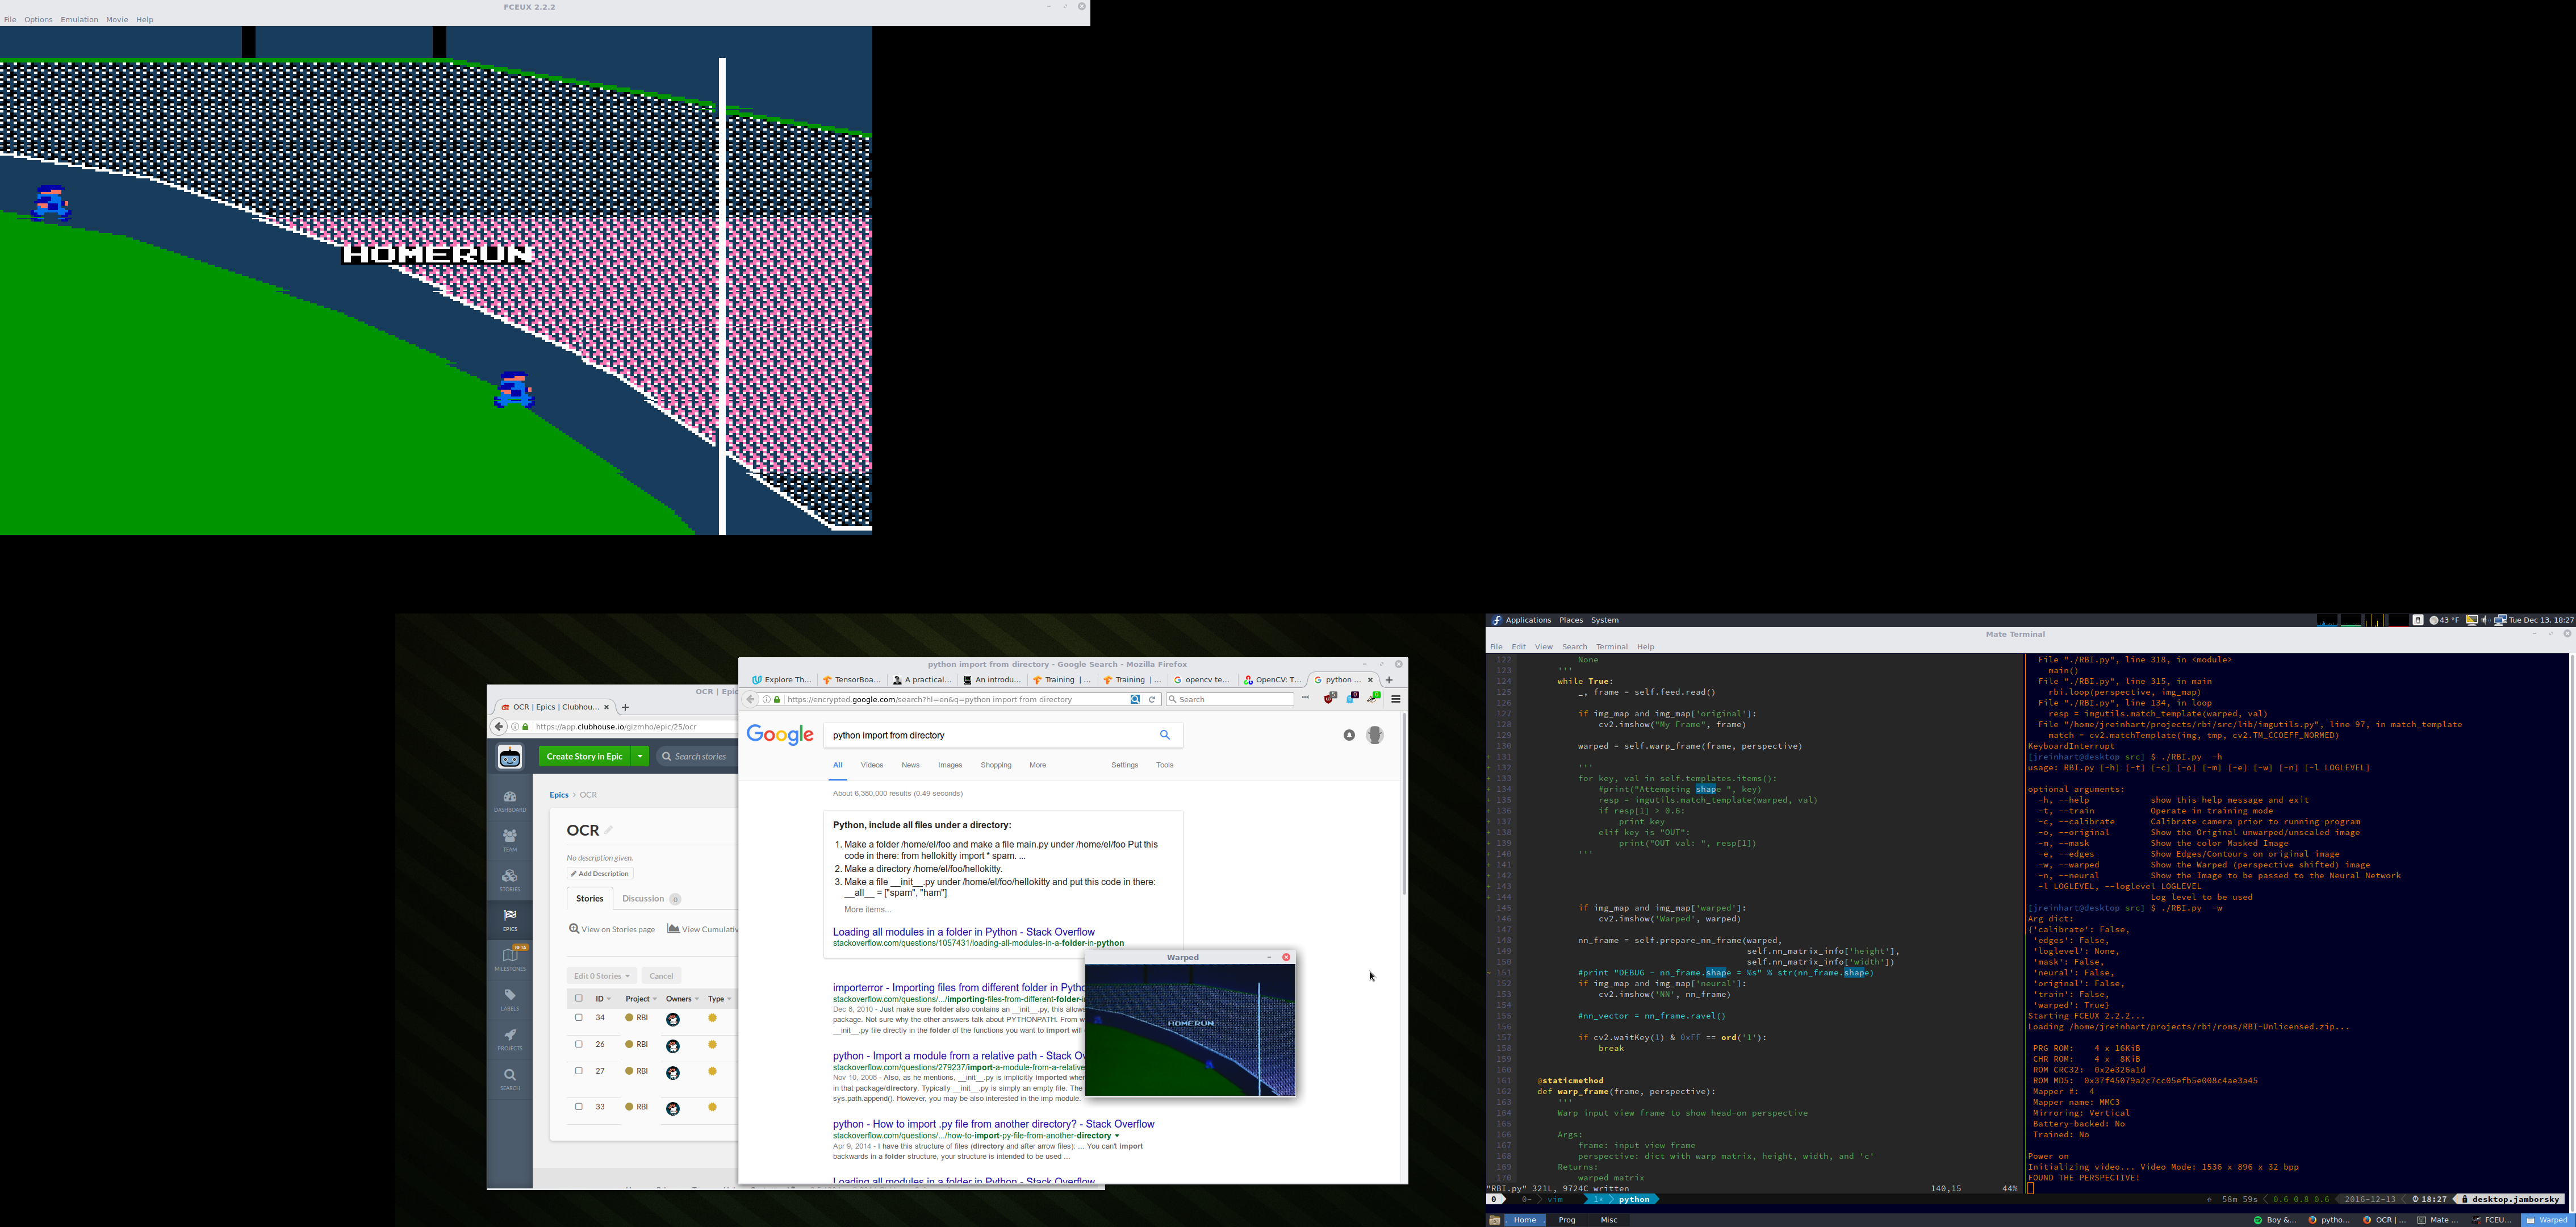 FCEUX 2.2.2
File Options Emulation Movie Help
HOMERUN
Applications Places System
43 °F Tue Dec 13, 18:27
Mate Terminal
File Edit View Search Terminal Help
122 None
123 '''
124 while True:
125 _, frame = self.feed.read()
126
127 if img_map and img_map['original']:
128 cv2.imshow("My Frame", frame)
129
130 warped = self.warp_frame(frame, perspective)
131
132 '''
133 for key, val in self.templates.items():
134 #print("Attempting shape ", key)
135 resp = imgutils.match_template(warped, val)
136 if resp[1] > 0.6:
137 print key
138 elif key is "OUT":
139 print("OUT val: ", resp[1])
140 '''
141
142
143
144
145 if img_map and img_map['warped']:
146 cv2.imshow('Warped', warped)
147
148 nn_frame = self.prepare_nn_frame(warped,
149 self.nn_matrix_info['height'],
150 self.nn_matrix_info['width'])
151 #print "DEBUG - nn_frame.shape = %s" % str(nn_frame.shape)
152 if img_map and img_map['neural']:
153 cv2.imshow('NN', nn_frame)
154
155 #nn_vector = nn_frame.ravel()
156
157 if cv2.waitKey(1) & 0xFF == ord('1'):
158 break
159
160
161 @staticmethod
162 def warp_frame(frame, perspective):
163 '''
164 Warp input view frame to show head-on perspective
165
166 Args:
167 frame: input view frame
168 perspective: dict with warp matrix, height, width, and 'c'
169 Returns:
170 warped matrix
"RBI.py" 321L, 9724C written 140,15 44%
File "./RBI.py", line 318, in <module>
main()
File "./RBI.py", line 315, in main
rbi.loop(perspective, img_map)
File "./RBI.py", line 134, in loop
resp = imgutils.match_template(warped, val)
File "/home/jreinhart/projects/rbi/src/lib/imgutils.py", line 97, in match_template
match = cv2.matchTemplate(img, tmp, cv2.TM_CCOEFF_NORMED)
KeyboardInterrupt
[jreinhart@desktop src] $ ./RBI.py -h
usage: RBI.py [-h] [-t] [-c] [-o] [-m] [-e] [-w] [-n] [-l LOGLEVEL]
optional arguments:
-h, --help show this help message and exit
-t, --train Operate in training mode
-c, --calibrate Calibrate camera prior to running program
-o, --original Show the Original unwarped/unscaled image
-m, --mask Show the color Masked Image
-e, --edges Show Edges/Contours on original image
-w, --warped Show the Warped (perspective shifted) image
-n, --neural Show the Image to be passed to the Neural Network
-l LOGLEVEL, --loglevel LOGLEVEL
Log level to be used
[jreinhart@desktop src] $ ./RBI.py -w
Arg dict:
{'calibrate': False,
'edges': False,
'loglevel': None,
'mask': False,
'neural': False,
'original': False,
'train': False,
'warped': True}
Starting FCEUX 2.2.2...
Loading /home/jreinhart/projects/rbi/roms/RBI-Unlicensed.zip...
PRG ROM: 4 x 16KiB
CHR ROM: 4 x 8KiB
ROM CRC32: 0x2e326a1d
ROM MD5: 0x37f45079a2c7cc05efb5e008c4ae3a45
Mapper #: 4
Mapper name: MMC3
Mirroring: Vertical
Battery-backed: No
Trained: No
Power on
Initializing video... Video Mode: 1536 x 896 x 32 bpp
FOUND THE PERSPECTIVE!
0 0- vim 1* python 58m 59s 0.6 0.8 0.6 2016-12-13 18:27 desktop.jamborsky
Home Prog Misc Boy &... pytho... OCR | ... Mate ... FCEU... Warped
python import from directory - Google Search - Mozilla Firefox
Explore Th... TensorBoa... A practical... An introdu... Training | ... Training | ... opencv te... OpenCV: T... python ...
https://encrypted.google.com/search?hl=en&q=python import from directory Search
Google python import from directory
All Videos News Images Shopping More Settings Tools
About 6,380,000 results (0.49 seconds)
Python, include all files under a directory:
1. Make a folder /home/el/foo and make a file main.py under /home/el/foo Put this
code in there: from hellokitty import * spam. ...
2. Make a directory /home/el/foo/hellokitty.
3. Make a file __init__.py under /home/el/foo/hellokitty and put this code in there:
__all__ = ["spam", "ham"]
More items...
Loading all modules in a folder in Python - Stack Overflow
stackoverflow.com/questions/1057431/loading-all-modules-in-a-folder-in-python
importerror - Importing files from different folder in Pytho
stackoverflow.com/questions/.../importing-files-from-different-folder-i
Dec 8, 2010 - Just make sure folder also contains an __init__.py, this allows
package. Not sure why the other answers talk about PYTHONPATH. From w
__init__.py file directly in the folder of the functions you want to import will
python - Import a module from a relative path - Stack Ov
stackoverflow.com/questions/279237/import-a-module-from-a-relative
Nov 10, 2008 - Also, as he mentions, __init__.py is implicitly imported when
in that package/directory. Typically __init__.py is simply an empty file. The
sys.path.append(). However, you may be also interested in the imp module.
python - How to import .py file from another directory? - Stack Overflow
stackoverflow.com/questions/.../how-to-import-py-file-from-another-directory
Apr 9, 2014 - I have this structure of files (directory and after arrow files): ... You can't import
backwards in a folder structure, your structure is intended to be used ...
Loading all modules in a folder in Python - Stack Overflow
Warped
HOMERUN
OCR | Epic
OCR | Epics | Clubhou...
https://app.clubhouse.io/gizmho/epic/25/ocr
Create Story in Epic Search stories
DASHBOARD
TEAM
STORIES
EPICS
BETA
MILESTONES
LABELS
PROJECTS
SEARCH
Epics > OCR
OCR
No description given.
Add Description
Stories Discussion 0
View on Stories page View Cumulativ
Edit 0 Stories Cancel
ID Project Owners Type
34 RBI
26 RBI
27 RBI
33 RBI